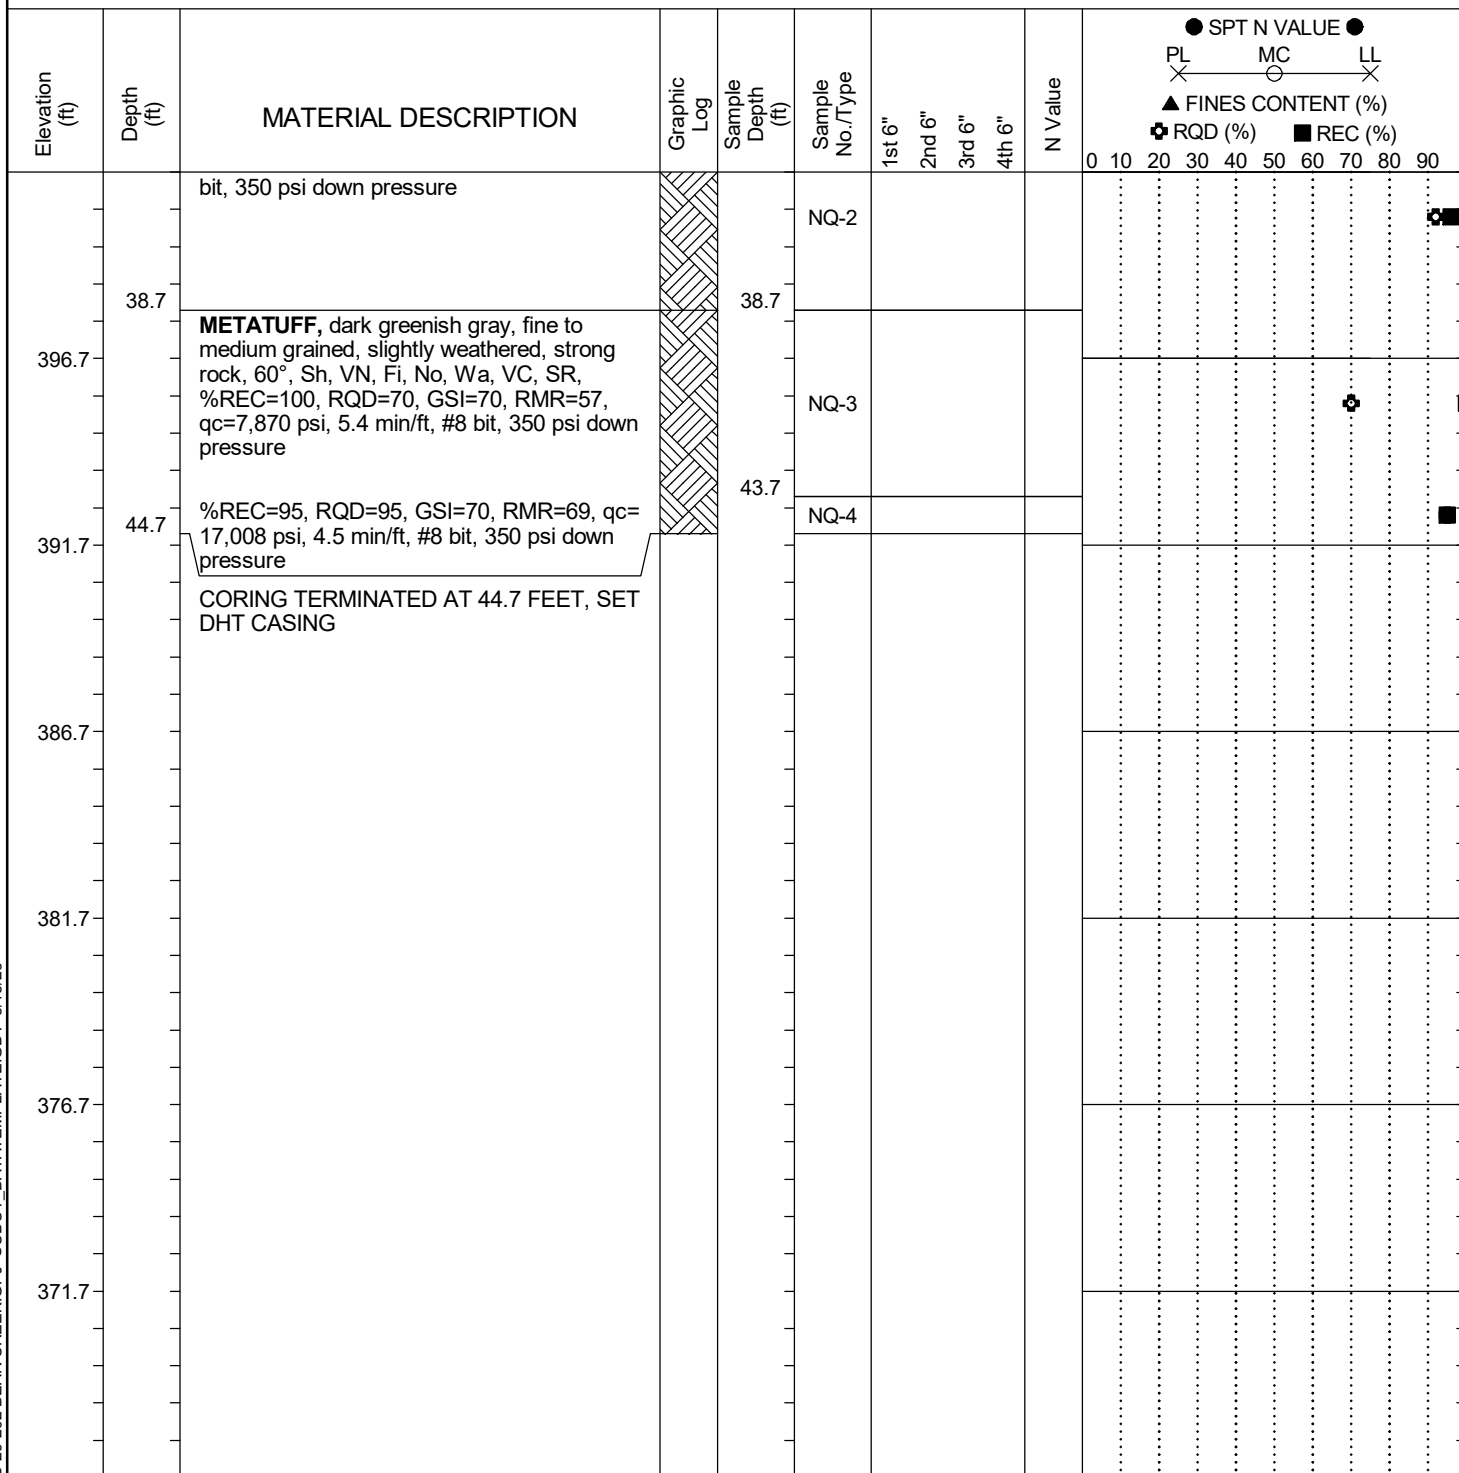 ● SPT N VALUE ●
PL MC LL
▲ FINES CONTENT (%)
RQD (%) ■ REC (%)
0 10 20 30 40 50 60 70 80 90
Elevation (ft)
Depth (ft)
MATERIAL DESCRIPTION
Graphic Log
Sample Depth (ft)
Sample No./Type
1st 6"
2nd 6"
3rd 6"
4th 6"
N Value
bit, 350 psi down pressure
NQ-2
38.7
38.7
METATUFF, dark greenish gray, fine to
medium grained, slightly weathered, strong
rock, 60°, Sh, VN, Fi, No, Wa, VC, SR,
%REC=100, RQD=70, GSI=70, RMR=57,
qc=7,870 psi, 5.4 min/ft, #8 bit, 350 psi down
pressure
396.7
NQ-3
43.7
%REC=95, RQD=95, GSI=70, RMR=69, qc=
17,008 psi, 4.5 min/ft, #8 bit, 350 psi down
pressure
NQ-4
44.7
391.7
CORING TERMINATED AT 44.7 FEET, SET
DHT CASING
386.7
381.7
376.7
371.7